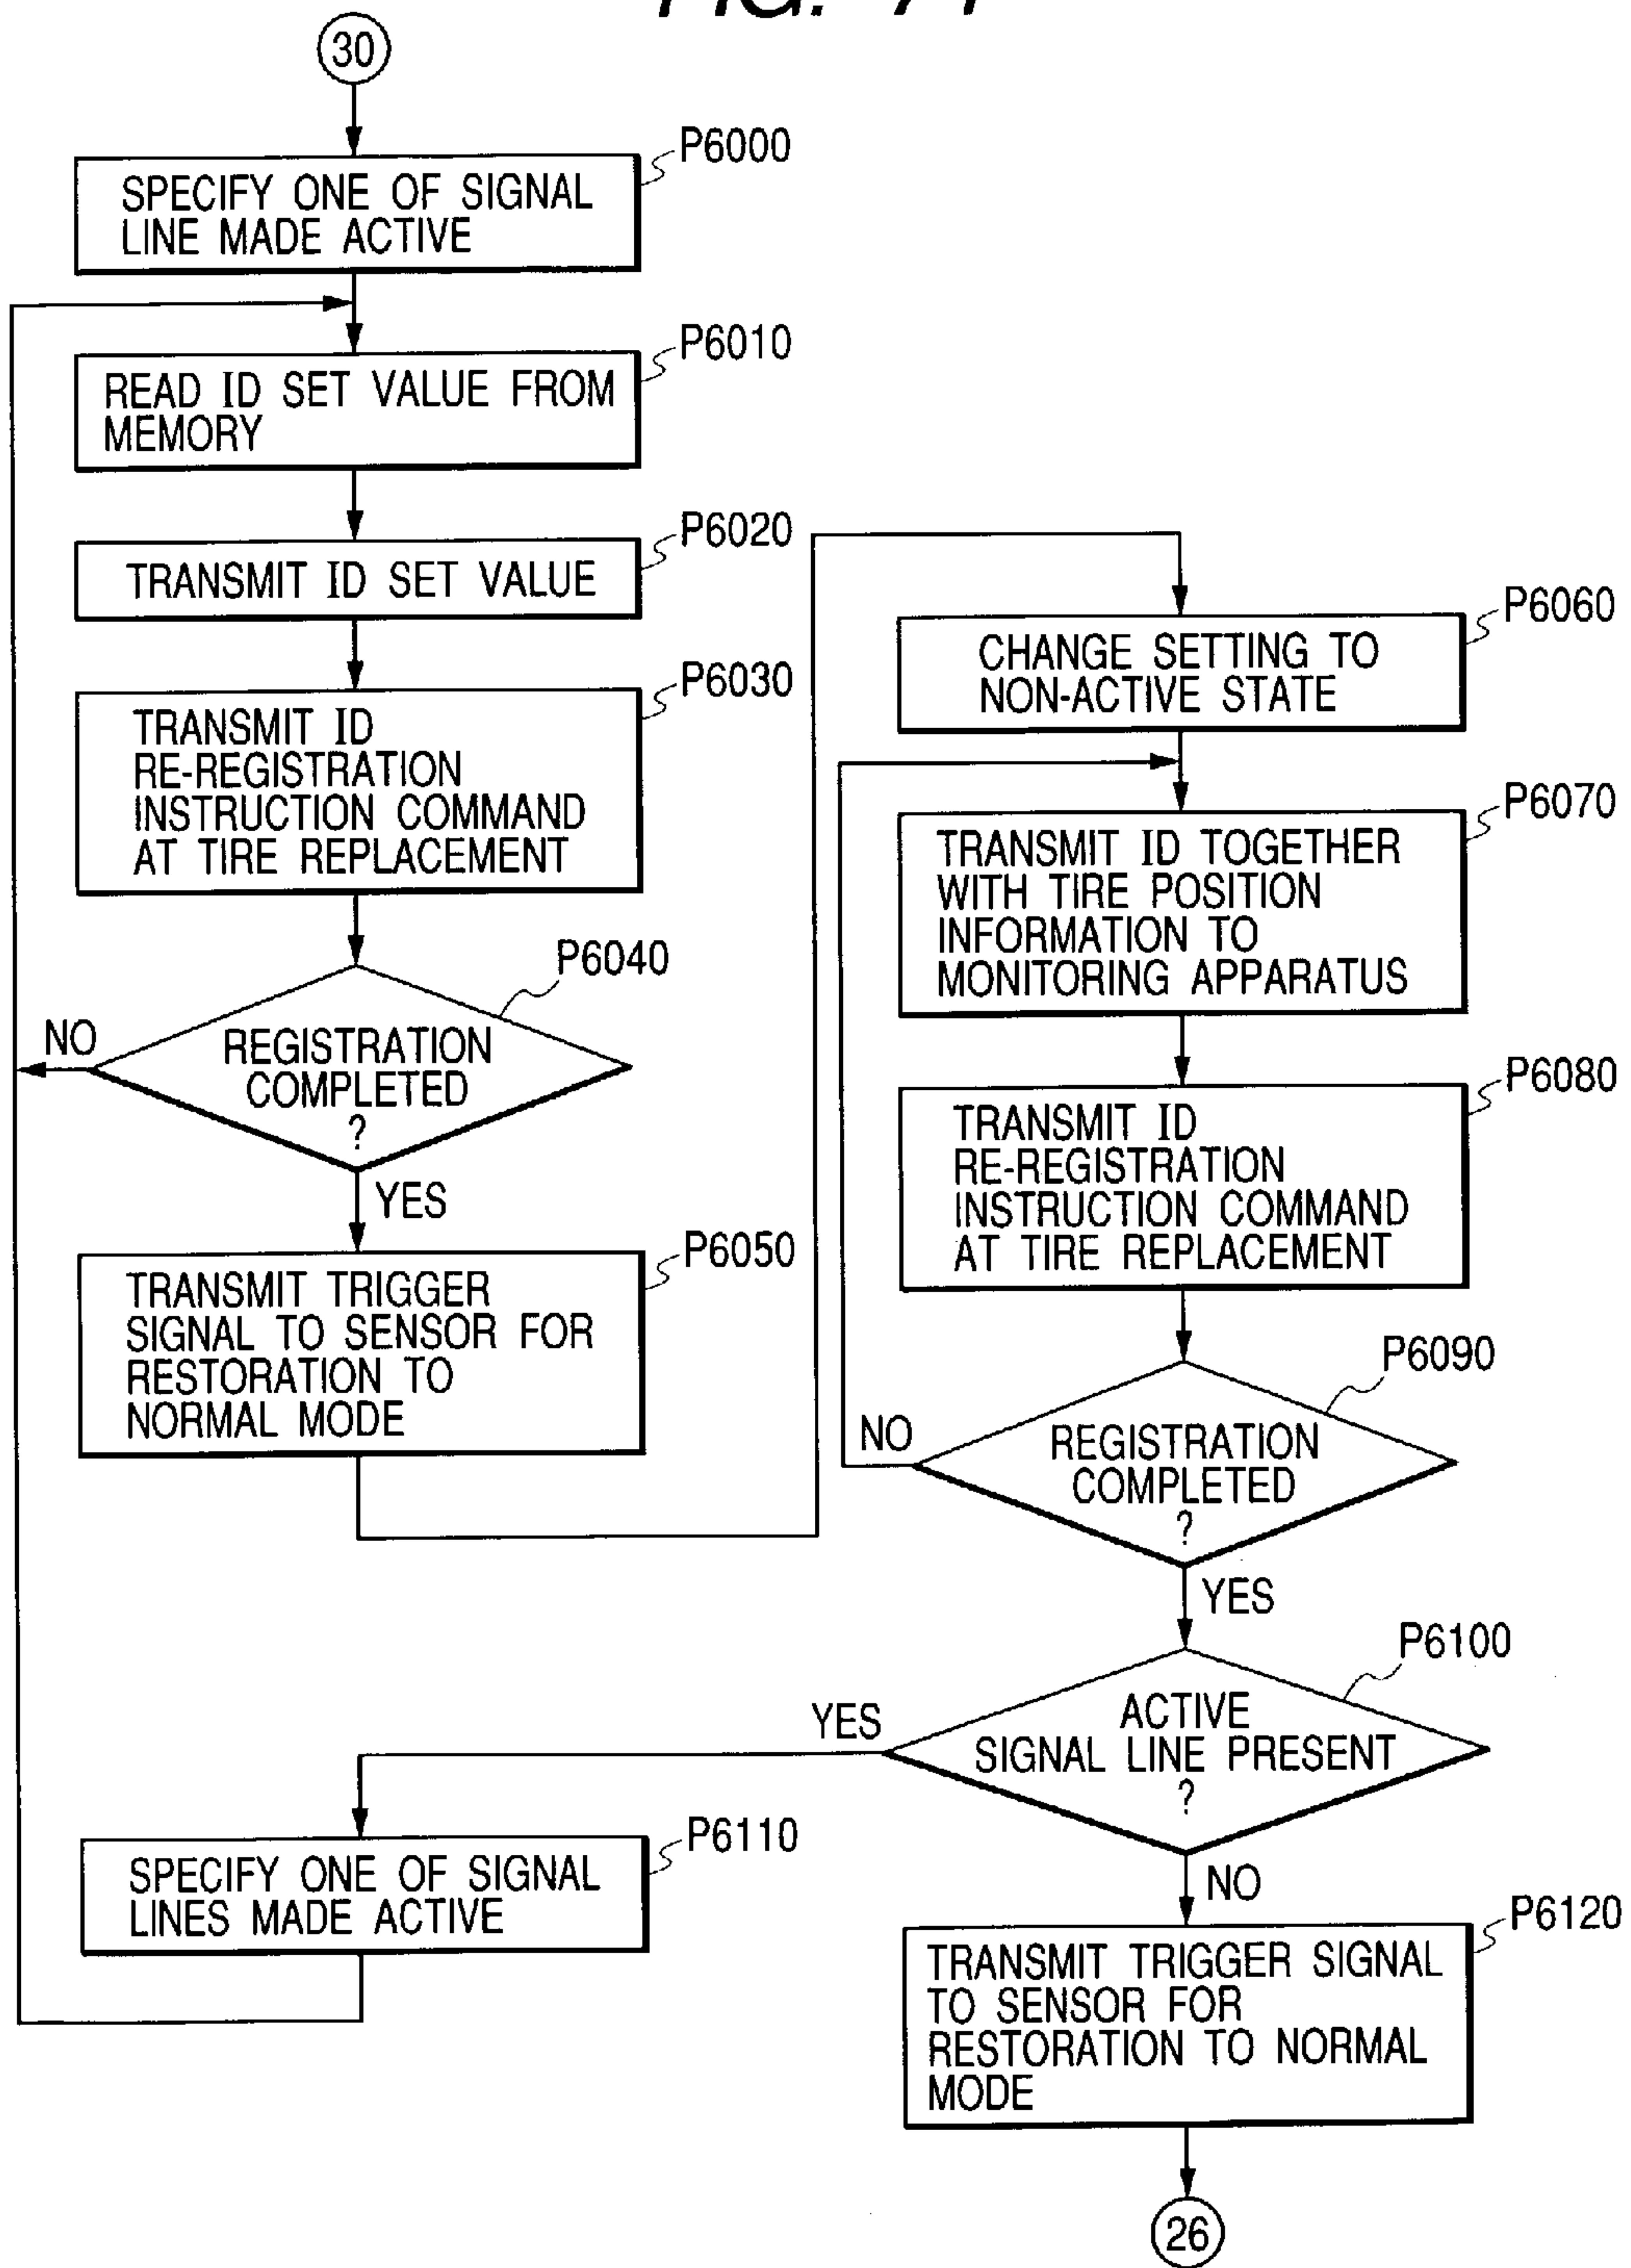 30
P6000
SPECIFY ONE OF SIGNAL
LINE MADE ACTIVE
P6010
READ ID SET VALUE FROM
MEMORY
P6020
TRANSMIT ID SET VALUE
P6030
TRANSMIT ID
RE-REGISTRATION
INSTRUCTION COMMAND
AT TIRE REPLACEMENT
P6040
NO
REGISTRATION
COMPLETED
?
YES
P6050
TRANSMIT TRIGGER
SIGNAL TO SENSOR FOR
RESTORATION TO
NORMAL MODE
P6060
CHANGE SETTING TO
NON-ACTIVE STATE
P6070
TRANSMIT ID TOGETHER
WITH TIRE POSITION
INFORMATION TO
MONITORING APPARATUS
P6080
TRANSMIT ID
RE-REGISTRATION
INSTRUCTION COMMAND
AT TIRE REPLACEMENT
P6090
NO
REGISTRATION
COMPLETED
?
YES
P6100
YES
ACTIVE
SIGNAL LINE PRESENT
?
NO
P6110
SPECIFY ONE OF SIGNAL
LINES MADE ACTIVE
P6120
TRANSMIT TRIGGER SIGNAL
TO SENSOR FOR
RESTORATION TO NORMAL
MODE
26